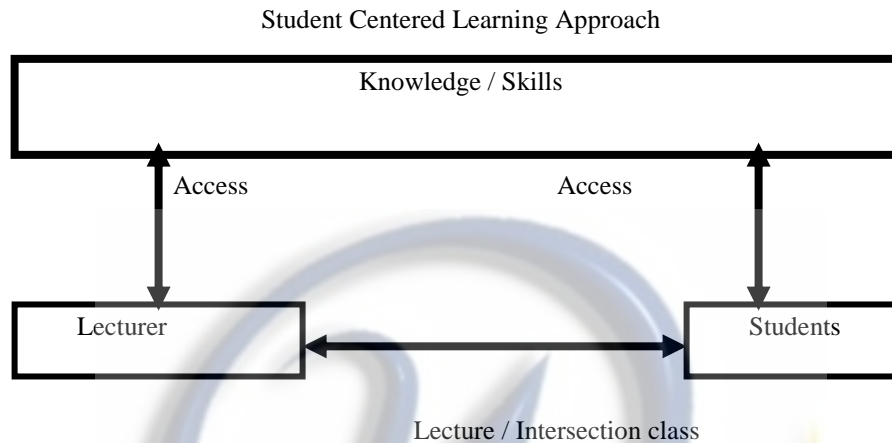 Student Centered Learning Approach
Knowledge / Skills
Access Access
Lecturer Students
Lecture / Intersection class